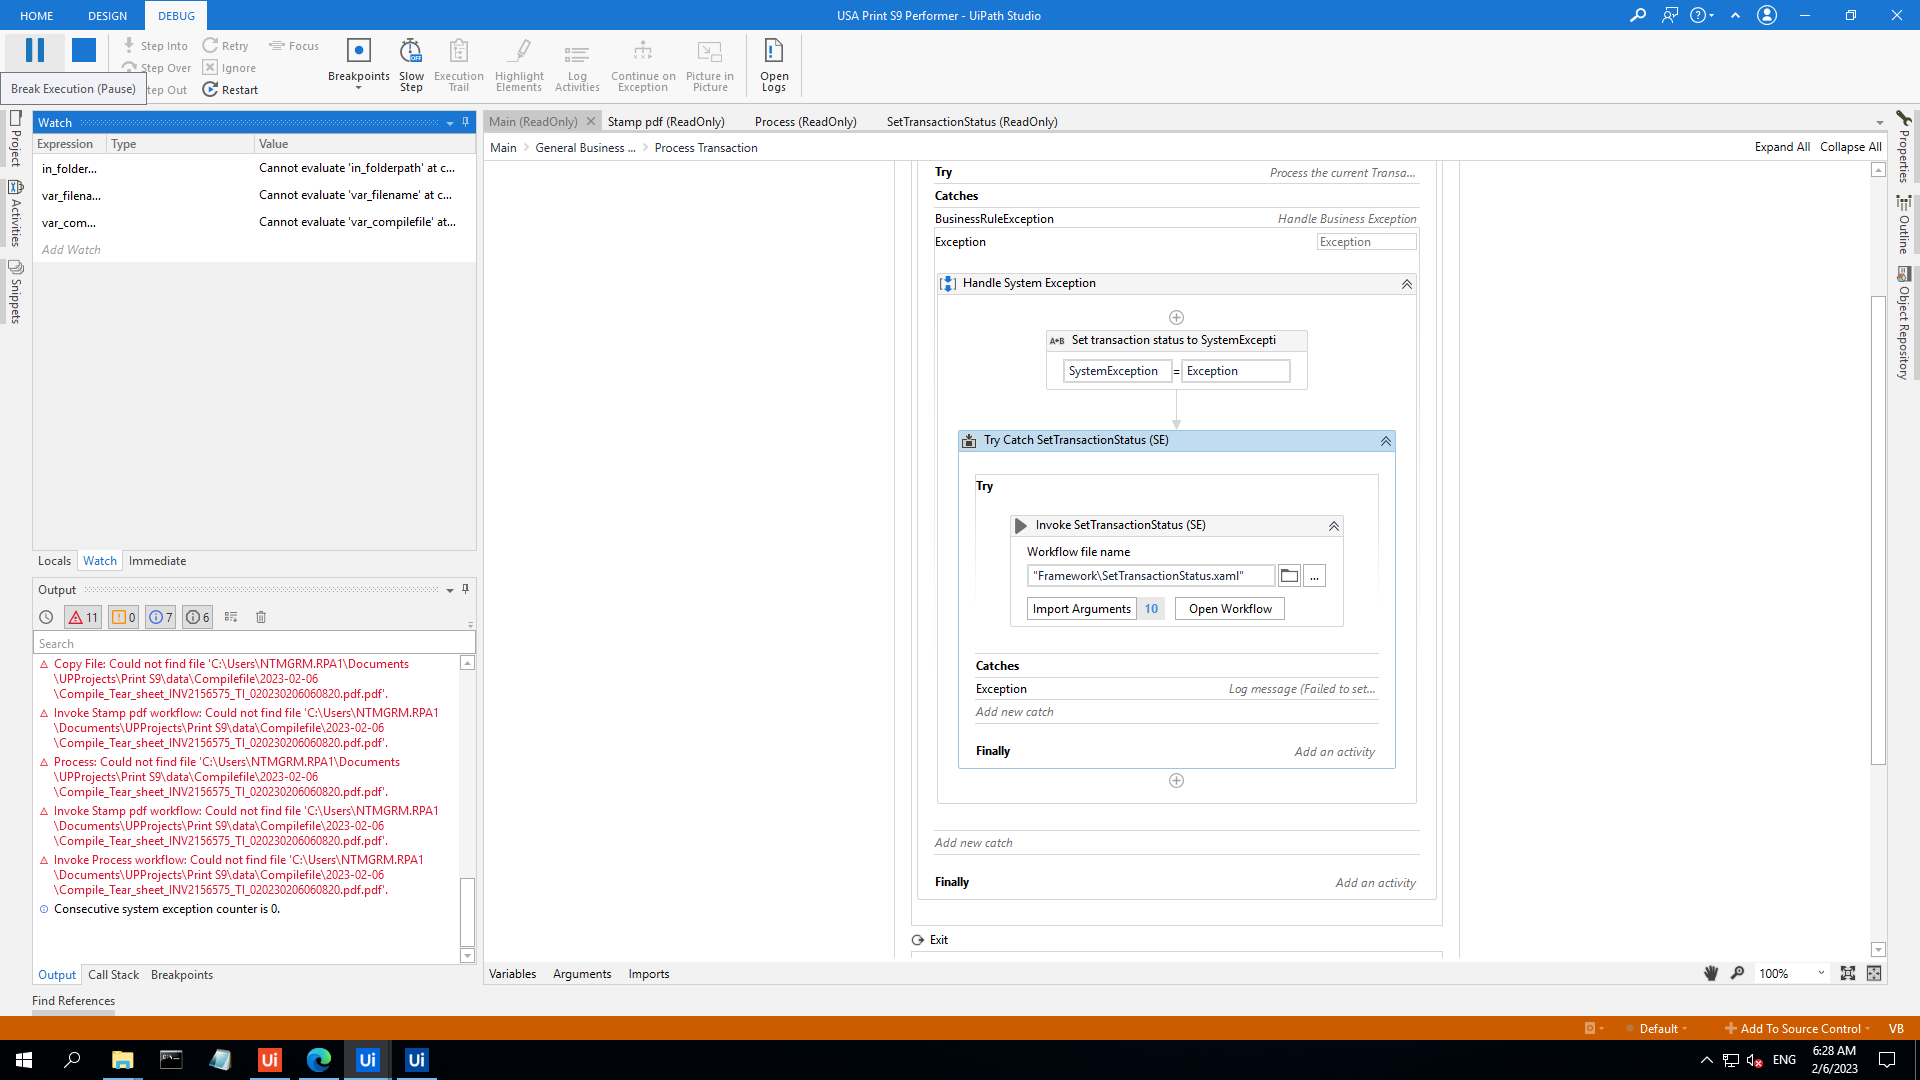 HOME
DESIGN
DEBUG
USA Print S9 Performer - UiPath Studio
Step Into
Retry
Focus
Step Over
Ignore
Step Out
Restart
Break Execution (Pause)
Breakpoints
Slow
Step
OFF
Execution
Trail
Highlight
Elements
Log
Activities
Continue on
Exception
Picture in
Picture
Open
Logs
Project
Activities
Snippets
Watch
Expression
Type
Value
in_folder...
Cannot evaluate 'in_folderpath' at c...
var_filena...
Cannot evaluate 'var_filename' at c...
var_com...
Cannot evaluate 'var_compilefile' at...
Add Watch
Locals
Watch
Immediate
Output
11
0
7
6
Search
Copy File: Could not find file 'C:\Users\NTMGRM.RPA1\Documents
\UPProjects\Print S9\data\Compilefile\2023-02-06
\Compile_Tear_sheet_INV2156575_TI_020230206060820.pdf.pdf'.
Invoke Stamp pdf workflow: Could not find file 'C:\Users\NTMGRM.RPA1
\Documents\UPProjects\Print S9\data\Compilefile\2023-02-06
\Compile_Tear_sheet_INV2156575_TI_020230206060820.pdf.pdf'.
Process: Could not find file 'C:\Users\NTMGRM.RPA1\Documents
\UPProjects\Print S9\data\Compilefile\2023-02-06
\Compile_Tear_sheet_INV2156575_TI_020230206060820.pdf.pdf'.
Invoke Stamp pdf workflow: Could not find file 'C:\Users\NTMGRM.RPA1
\Documents\UPProjects\Print S9\data\Compilefile\2023-02-06
\Compile_Tear_sheet_INV2156575_TI_020230206060820.pdf.pdf'.
Invoke Process workflow: Could not find file 'C:\Users\NTMGRM.RPA1
\Documents\UPProjects\Print S9\data\Compilefile\2023-02-06
\Compile_Tear_sheet_INV2156575_TI_020230206060820.pdf.pdf'.
Consecutive system exception counter is 0.
Output
Call Stack
Breakpoints
Find References
Main (ReadOnly)
Stamp pdf (ReadOnly)
Process (ReadOnly)
SetTransactionStatus (ReadOnly)
Main
General Business ...
Process Transaction
Expand All
Collapse All
Try
Process the current Transa...
Catches
BusinessRuleException
Handle Business Exception
Exception
Exception
Handle System Exception
A+B
Set transaction status to SystemExcepti
SystemException
=
Exception
Try Catch SetTransactionStatus (SE)
Try
Invoke SetTransactionStatus (SE)
Workflow file name
"Framework\SetTransactionStatus.xaml"
...
Import Arguments
10
Open Workflow
Catches
Exception
Log message (Failed to set...
Add new catch
Finally
Add an activity
Add new catch
Finally
Add an activity
Exit
Variables
Arguments
Imports
100%
Properties
Outline
Object Repository
Default
Add To Source Control
VB
Ui
Ui
Ui
ENG
6:28 AM
2/6/2023